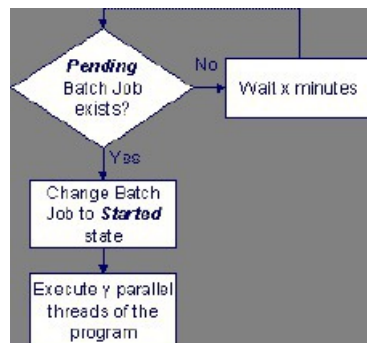 Pending
Batch Job
exists?
No
Wait x minutes
Yes
Change Batch
Job to Started
state
Execute y parallel
threads of the
program